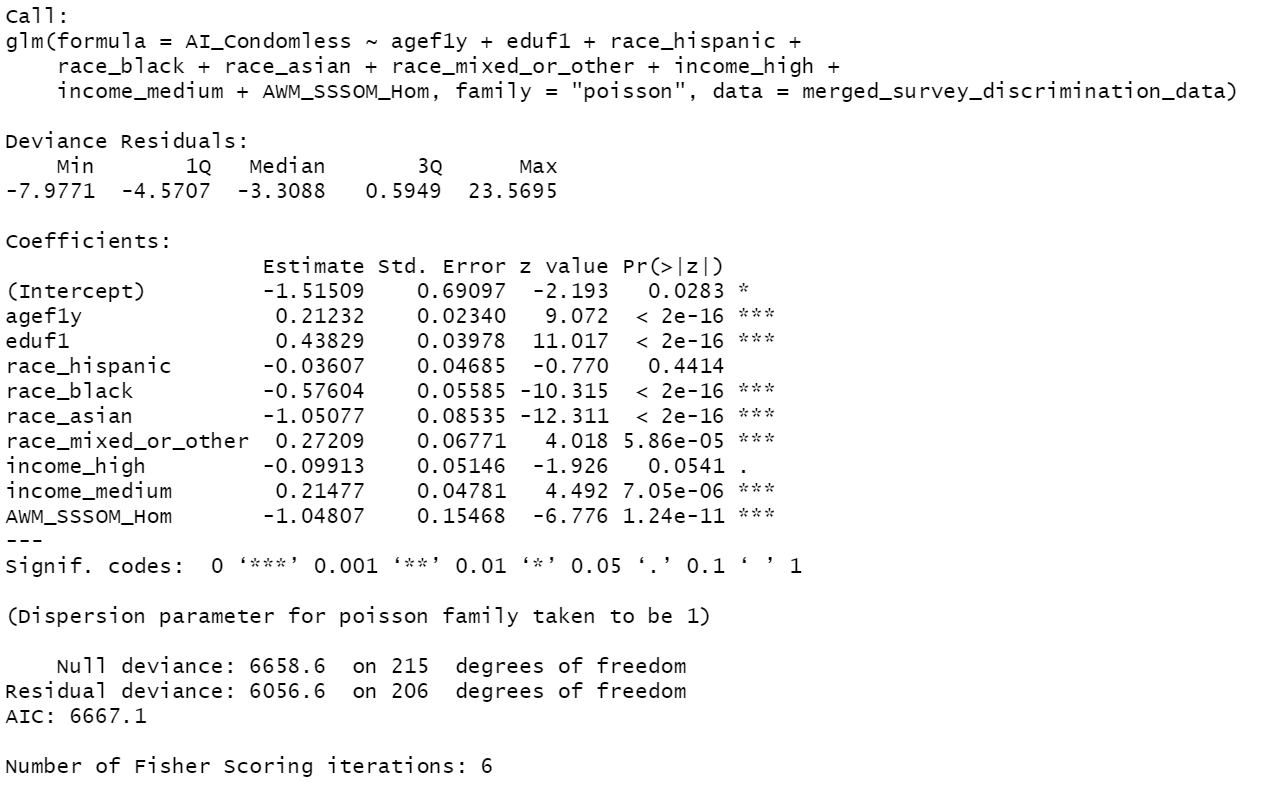 Call:
glm(formula = AI_Condomless ~ agef1y + eduf1 + race_hispanic +
    race_black + race_asian + race_mixed_or_other + income_high +
    income_medium + AWM_SSSOM_Hom, family = "poisson", data = merged_survey_discrimination_data)

Deviance Residuals:
    Min       1Q   Median       3Q      Max
-7.9771  -4.5707  -3.3088   0.5949  23.5695

Coefficients:
                    Estimate Std. Error z value Pr(>|z|)
(Intercept)         -1.51509    0.69097  -2.193   0.0283 *
agef1y               0.21232    0.02340   9.072  < 2e-16 ***
eduf1                0.43829    0.03978  11.017  < 2e-16 ***
race_hispanic       -0.03607    0.04685  -0.770   0.4414
race_black          -0.57604    0.05585 -10.315  < 2e-16 ***
race_asian          -1.05077    0.08535 -12.311  < 2e-16 ***
race_mixed_or_other  0.27209    0.06771   4.018 5.86e-05 ***
income_high         -0.09913    0.05146  -1.926   0.0541 .
income_medium        0.21477    0.04781   4.492 7.05e-06 ***
AWM_SSSOM_Hom       -1.04807    0.15468  -6.776 1.24e-11 ***
---
Signif. codes:  0 ‘***’ 0.001 ‘**’ 0.01 ‘*’ 0.05 ‘.’ 0.1 ‘ ’ 1

(Dispersion parameter for poisson family taken to be 1)

    Null deviance: 6658.6  on 215  degrees of freedom
Residual deviance: 6056.6  on 206  degrees of freedom
AIC: 6667.1

Number of Fisher Scoring iterations: 6